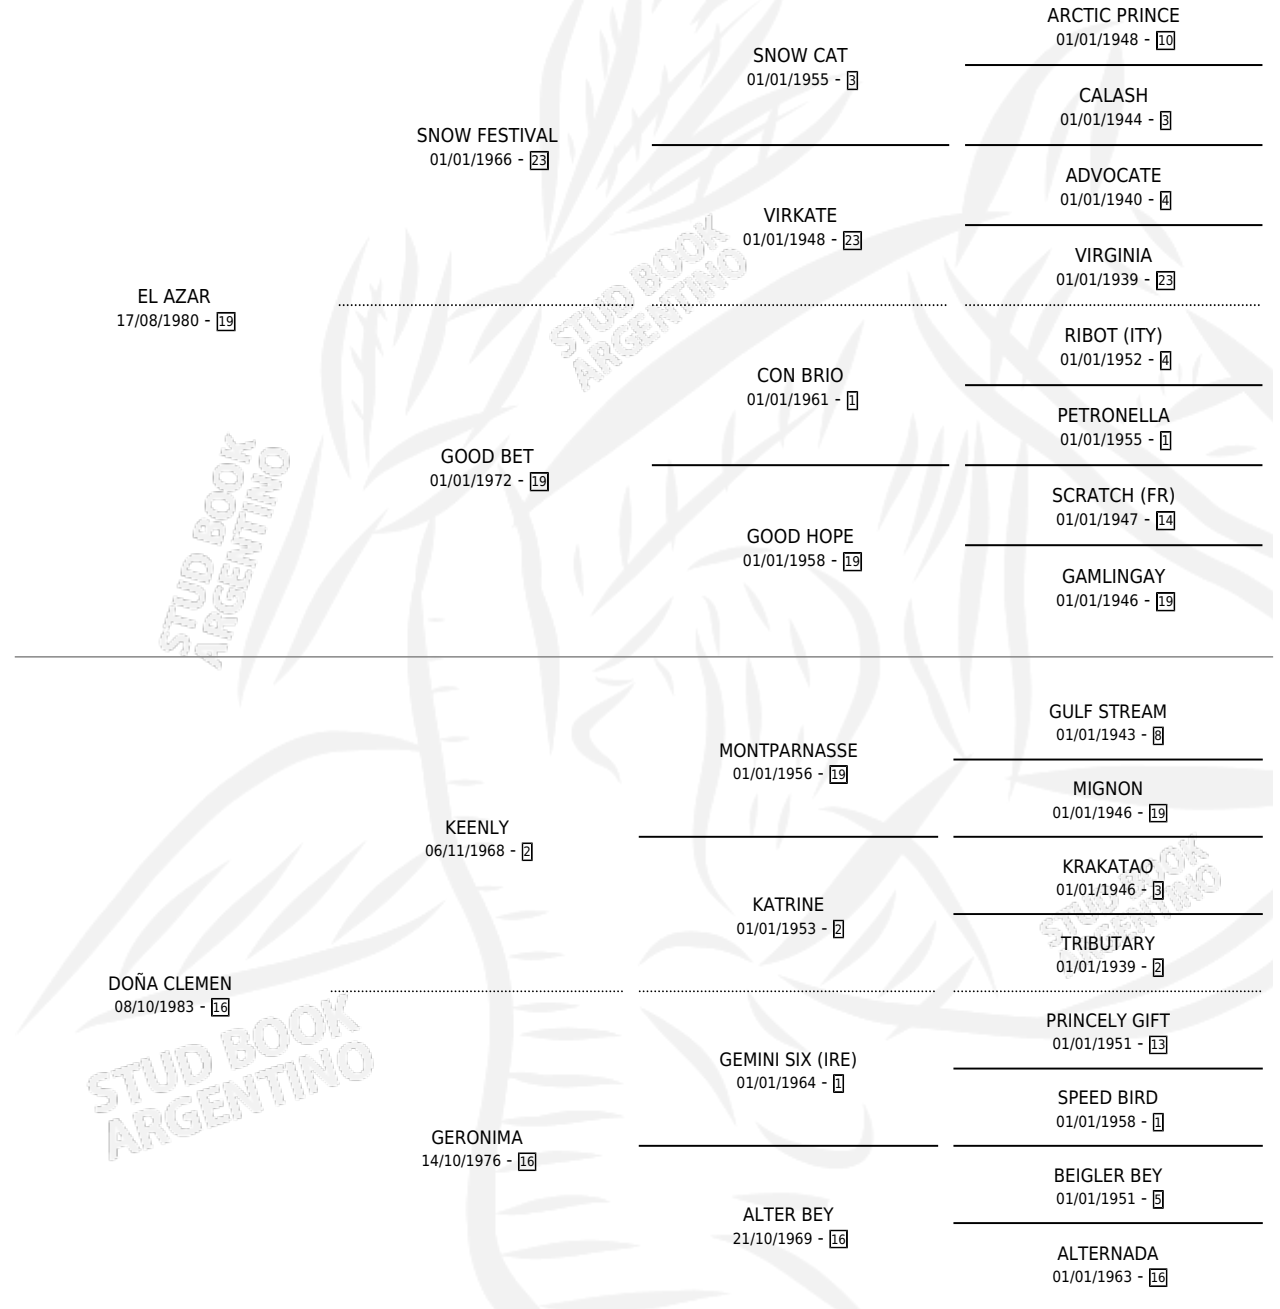 ARCTIC PRINCE
01/01/1948 - 10
SNOW CAT
01/01/1955 - 3
CALASH
01/01/1944 - 3
SNOW FESTIVAL
01/01/1966 - 23
ADVOCATE
01/01/1940 - 4
VIRKATE
01/01/1948 - 23
VIRGINIA
01/01/1939 - 23
EL AZAR
17/08/1980 - 19
RIBOT (ITY)
01/01/1952 - 4
CON BRIO
01/01/1961 - 1
PETRONELLA
01/01/1955 - 1
GOOD BET
01/01/1972 - 19
SCRATCH (FR)
01/01/1947 - 14
GOOD HOPE
01/01/1958 - 19
GAMLINGAY
01/01/1946 - 19
GULF STREAM
01/01/1943 - 8
MONTPARNASSE
01/01/1956 - 19
MIGNON
01/01/1946 - 19
KEENLY
06/11/1968 - 2
KRAKATAO
01/01/1946 - 3
KATRINE
01/01/1953 - 2
TRIBUTARY
01/01/1939 - 2
DOÑA CLEMEN
08/10/1983 - 16
PRINCELY GIFT
01/01/1951 - 13
GEMINI SIX (IRE)
01/01/1964 - 1
SPEED BIRD
01/01/1958 - 1
GERONIMA
14/10/1976 - 16
BEIGLER BEY
01/01/1951 - 5
ALTER BEY
21/10/1969 - 16
ALTERNADA
01/01/1963 - 16
STUD BOOK
ARGENTINO
STUD BOOK
ARGENTINO
STUD BOOK
ARGENTINO
STUD BOOK
ARGENTINO